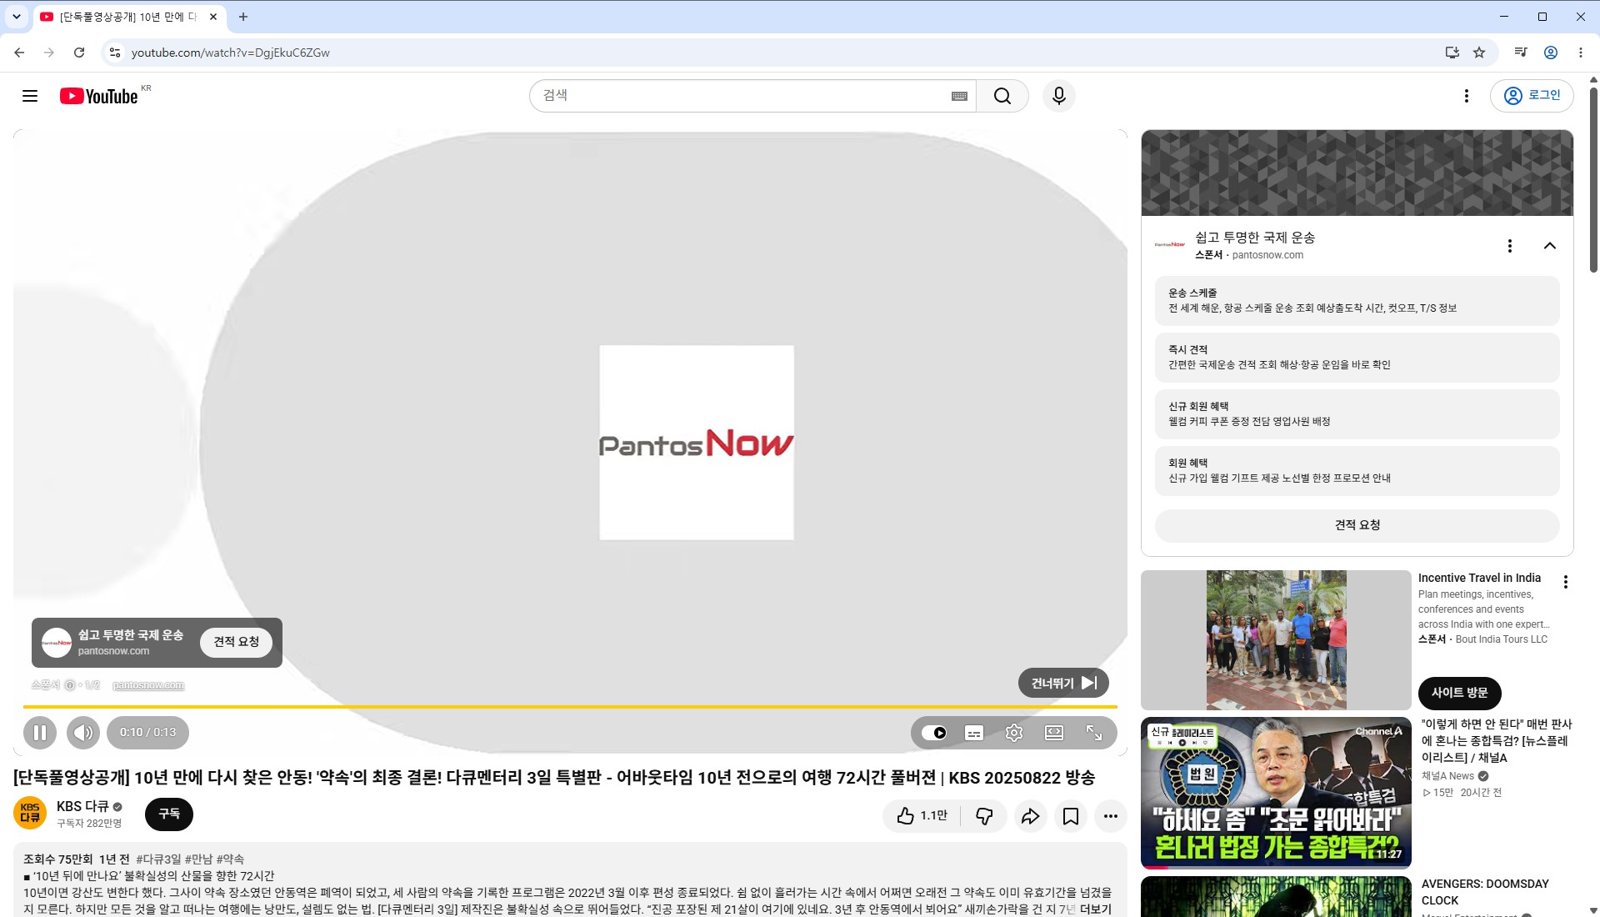 [단독풀영상공개] 10년 만에 다
youtube.com/watch?v=DgjEkuC6ZGw
YouTube KR
검색
로그인
Pantos Now
쉽고 투명한 국제 운송
pantosnow.com
견적 요청
스폰서 · 1/2 pantosnow.com
건너뛰기
0:10 / 0:13
[단독풀영상공개] 10년 만에 다시 찾은 안동! '약속'의 최종 결론! 다큐멘터리 3일 특별판 - 어바웃타임 10년 전으로의 여행 72시간 풀버젼 | KBS 20250822 방송
KBS 다큐
KBS 다큐
구독자 282만명
구독
1.1만
조회수 75만회 1년 전 #다큐3일 #만남 #약속
■ ‘10년 뒤에 만나요’ 불확실성의 산물을 향한 72시간
10년이면 강산도 변한다 했다. 그사이 약속 장소였던 안동역은 폐역이 되었고, 세 사람의 약속을 기록한 프로그램은 2022년 3월 이후 편성 종료되었다. 쉼 없이 흘러가는 시간 속에서 어쩌면 오래전 그 약속도 이미 유효기간을 넘겼을
지 모른다. 하지만 모든 것을 알고 떠나는 여행에는 낭만도, 설렘도 없는 법. [다큐멘터리 3일] 제작진은 불확실성 속으로 뛰어들었다. “진공 포장된 제 21살이 여기에 있네요. 3년 후 안동역에서 뵈어요” 새끼손가락을 건 지 7년 더보기
PantosNow
쉽고 투명한 국제 운송
스폰서 · pantosnow.com
운송 스케줄
전 세계 해운, 항공 스케줄 운송 조회 예상출도착 시간, 컷오프, T/S 정보
즉시 견적
간편한 국제운송 견적 조회 해상·항공 운임을 바로 확인
신규 회원 혜택
웰컴 커피 쿠폰 증정 전담 영업사원 배정
회원 혜택
신규 가입 웰컴 기프트 제공 노선별 한정 프로모션 안내
견적 요청
Incentive Travel in India
Plan meetings, incentives,
conferences and events
across India with one expert...
스폰서 · Bout India Tours LLC
사이트 방문
신규
플레이리스트
Channel A
법 원
종합특검
"하세요 좀" "조문 읽어봐라"
혼나러 법정 가는 종합특검?
11:27
"이렇게 하면 안 된다" 매번 판사
에 혼나는 종합특검? [뉴스플레
이리스트] / 채널A
채널A News
15만 20시간 전
AVENGERS: DOOMSDAY
CLOCK